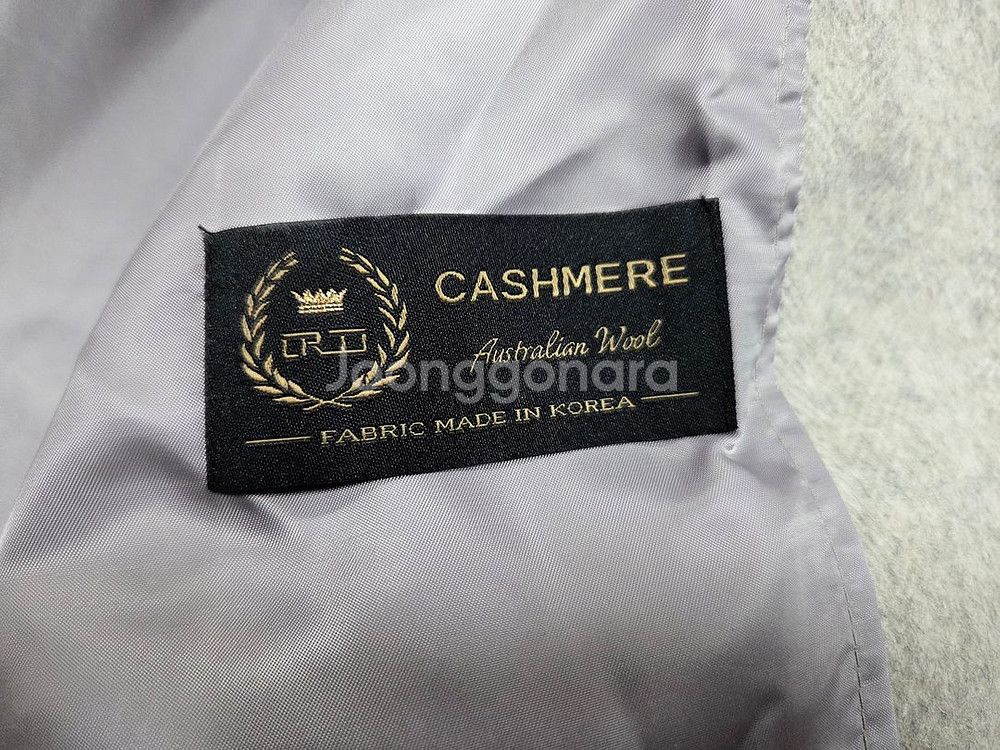 CASHMERE
Australian Wool
Joonggonara
FABRIC MADE IN KOREA